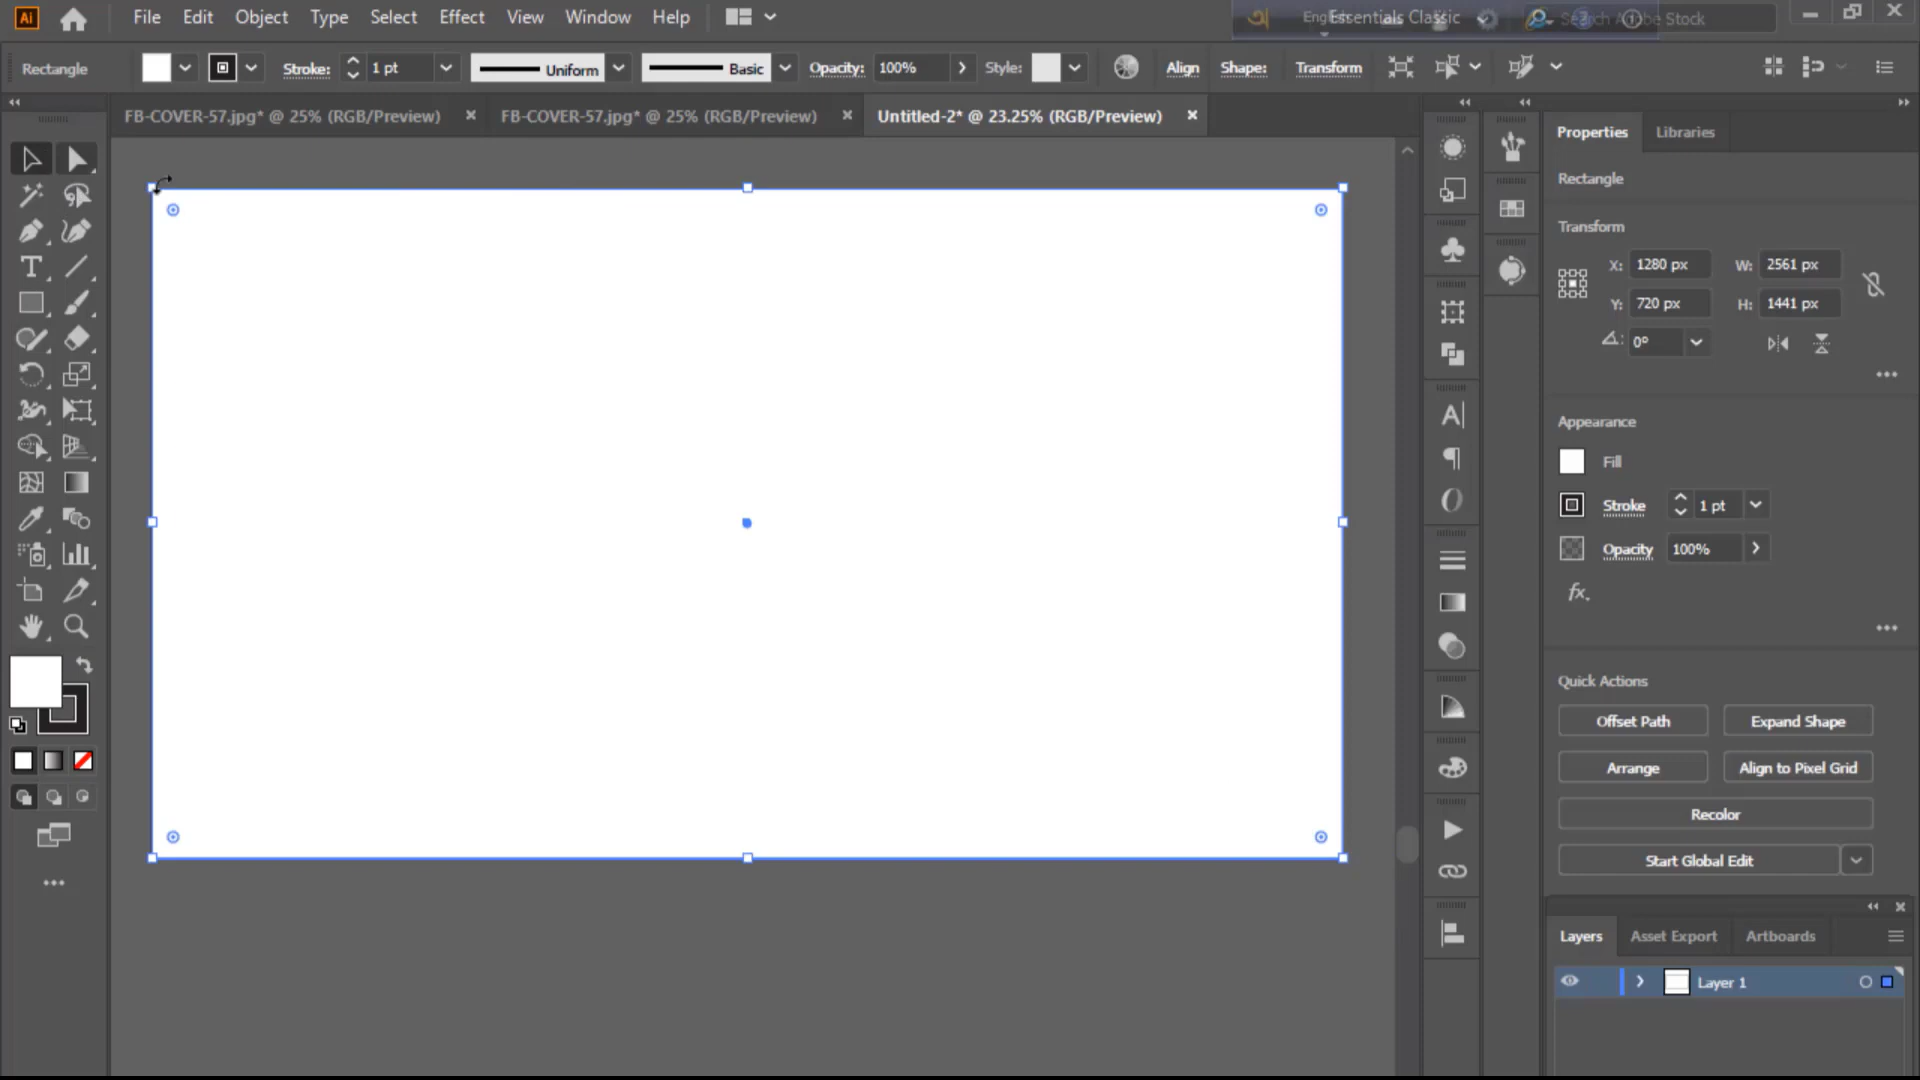 Ai File Edit Object Type Select Effect View Window Help Essentials Classic Search Adobe Stock
Rectangle Stroke: 1 pt Uniform Basic Opacity: 100% Style: Align Shape: Transform
FB-COVER-57.jpg* @ 25% (RGB/Preview) FB-COVER-57.jpg* @ 25% (RGB/Preview) Untitled-2* @ 23.25% (RGB/Preview)
Properties Libraries
Rectangle
Transform
X: 1280 px W: 2561 px
Y: 720 px H: 1441 px
0°
Appearance
Fill
Stroke 1 pt
Opacity 100%
fx.
Quick Actions
Offset Path Expand Shape
Arrange Align to Pixel Grid
Recolor
Start Global Edit
Layers Asset Export Artboards
Layer 1